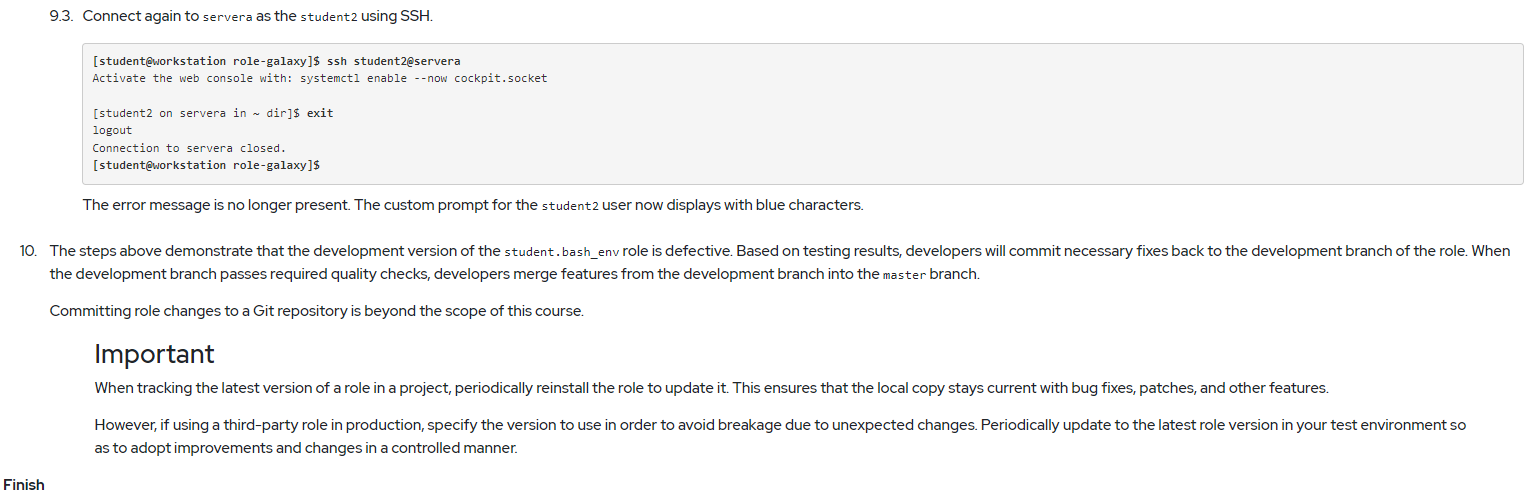 9.3. Connect again to servera as the student2 using SSH.
[student@workstation role-galaxy]$ ssh student2@servera
Activate the web console with: systemctl enable --now cockpit.socket
[student2 on servera in ~ dir]$ exit
logout
Connection to servera closed.
[student@workstation role-galaxy]$
The error message is no longer present. The custom prompt for the student2 user now displays with blue characters.
10. The steps above demonstrate that the development version of the student.bash_env role is defective. Based on testing results, developers will commit necessary fixes back to the development branch of the role. When
the development branch passes required quality checks, developers merge features from the development branch into the master branch.
Committing role changes to a Git repository is beyond the scope of this course.
Important
When tracking the latest version of a role in a project, periodically reinstall the role to update it. This ensures that the local copy stays current with bug fixes, patches, and other features.
However, if using a third-party role in production, specify the version to use in order to avoid breakage due to unexpected changes. Periodically update to the latest role version in your test environment so
as to adopt improvements and changes in a controlled manner.
Finish